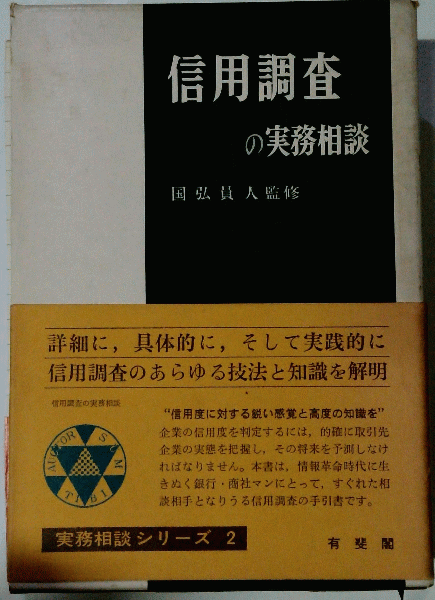 信用調査
の実務相談
国弘員人監修
詳細に，具体的に，そして実践的に
信用調査のあらゆる技法と知識を解明
信用調査の実務相談
“信用度に対する鋭い感覚と高度の知識を”
企業の信用度を判定するには，的確に取引先
企業の実態を把握し，その将来を予測しなけ
ればなりません。本書は，情報革命時代に生
きぬく銀行・商社マンにとって，すぐれた相
談相手となりうる信用調査の手引書です。
実務相談シリーズ 2
有斐閣